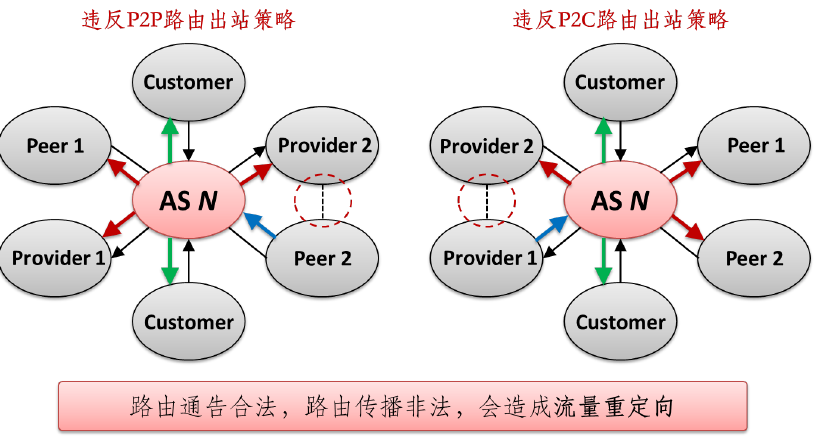 违反P2P路由出站策略
违反P2C路由出站策略
Customer
Customer
Peer 1
Provider 2
Provider 2
Peer 1
AS N
AS N
Provider 1
Peer 2
Provider 1
Peer 2
Customer
Customer
路由通告合法，路由传播非法，会造成流量重定向